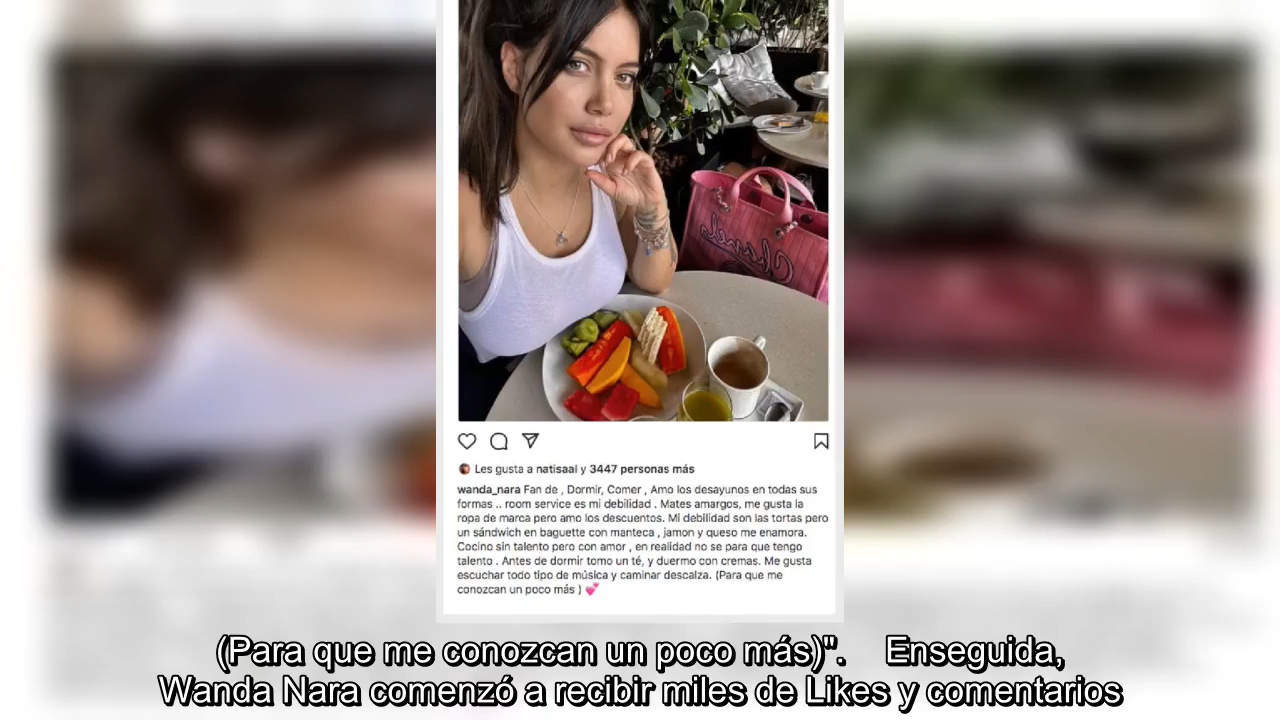 Chanel
Les gusta a natisaal y 3447 personas más
wanda_nara Fan de , Dormir, Comer , Amo los desayunos en todas sus
formas .. room service es mi debilidad . Mates amargos, me gusta la
ropa de marca pero amo los descuentos. Mi debilidad son las tortas pero
un sándwich en baguette con manteca , jamon y queso me enamora.
Cocino sin talento pero con amor , en realidad no se para que tengo
talento . Antes de dormir tomo un té, y duermo con cremas. Me gusta
escuchar todo tipo de música y caminar descalza. (Para que me
conozcan un poco más ) 💕
(Para que me conozcan un poco más)". Enseguida,
Wanda Nara comenzó a recibir miles de Likes y comentarios